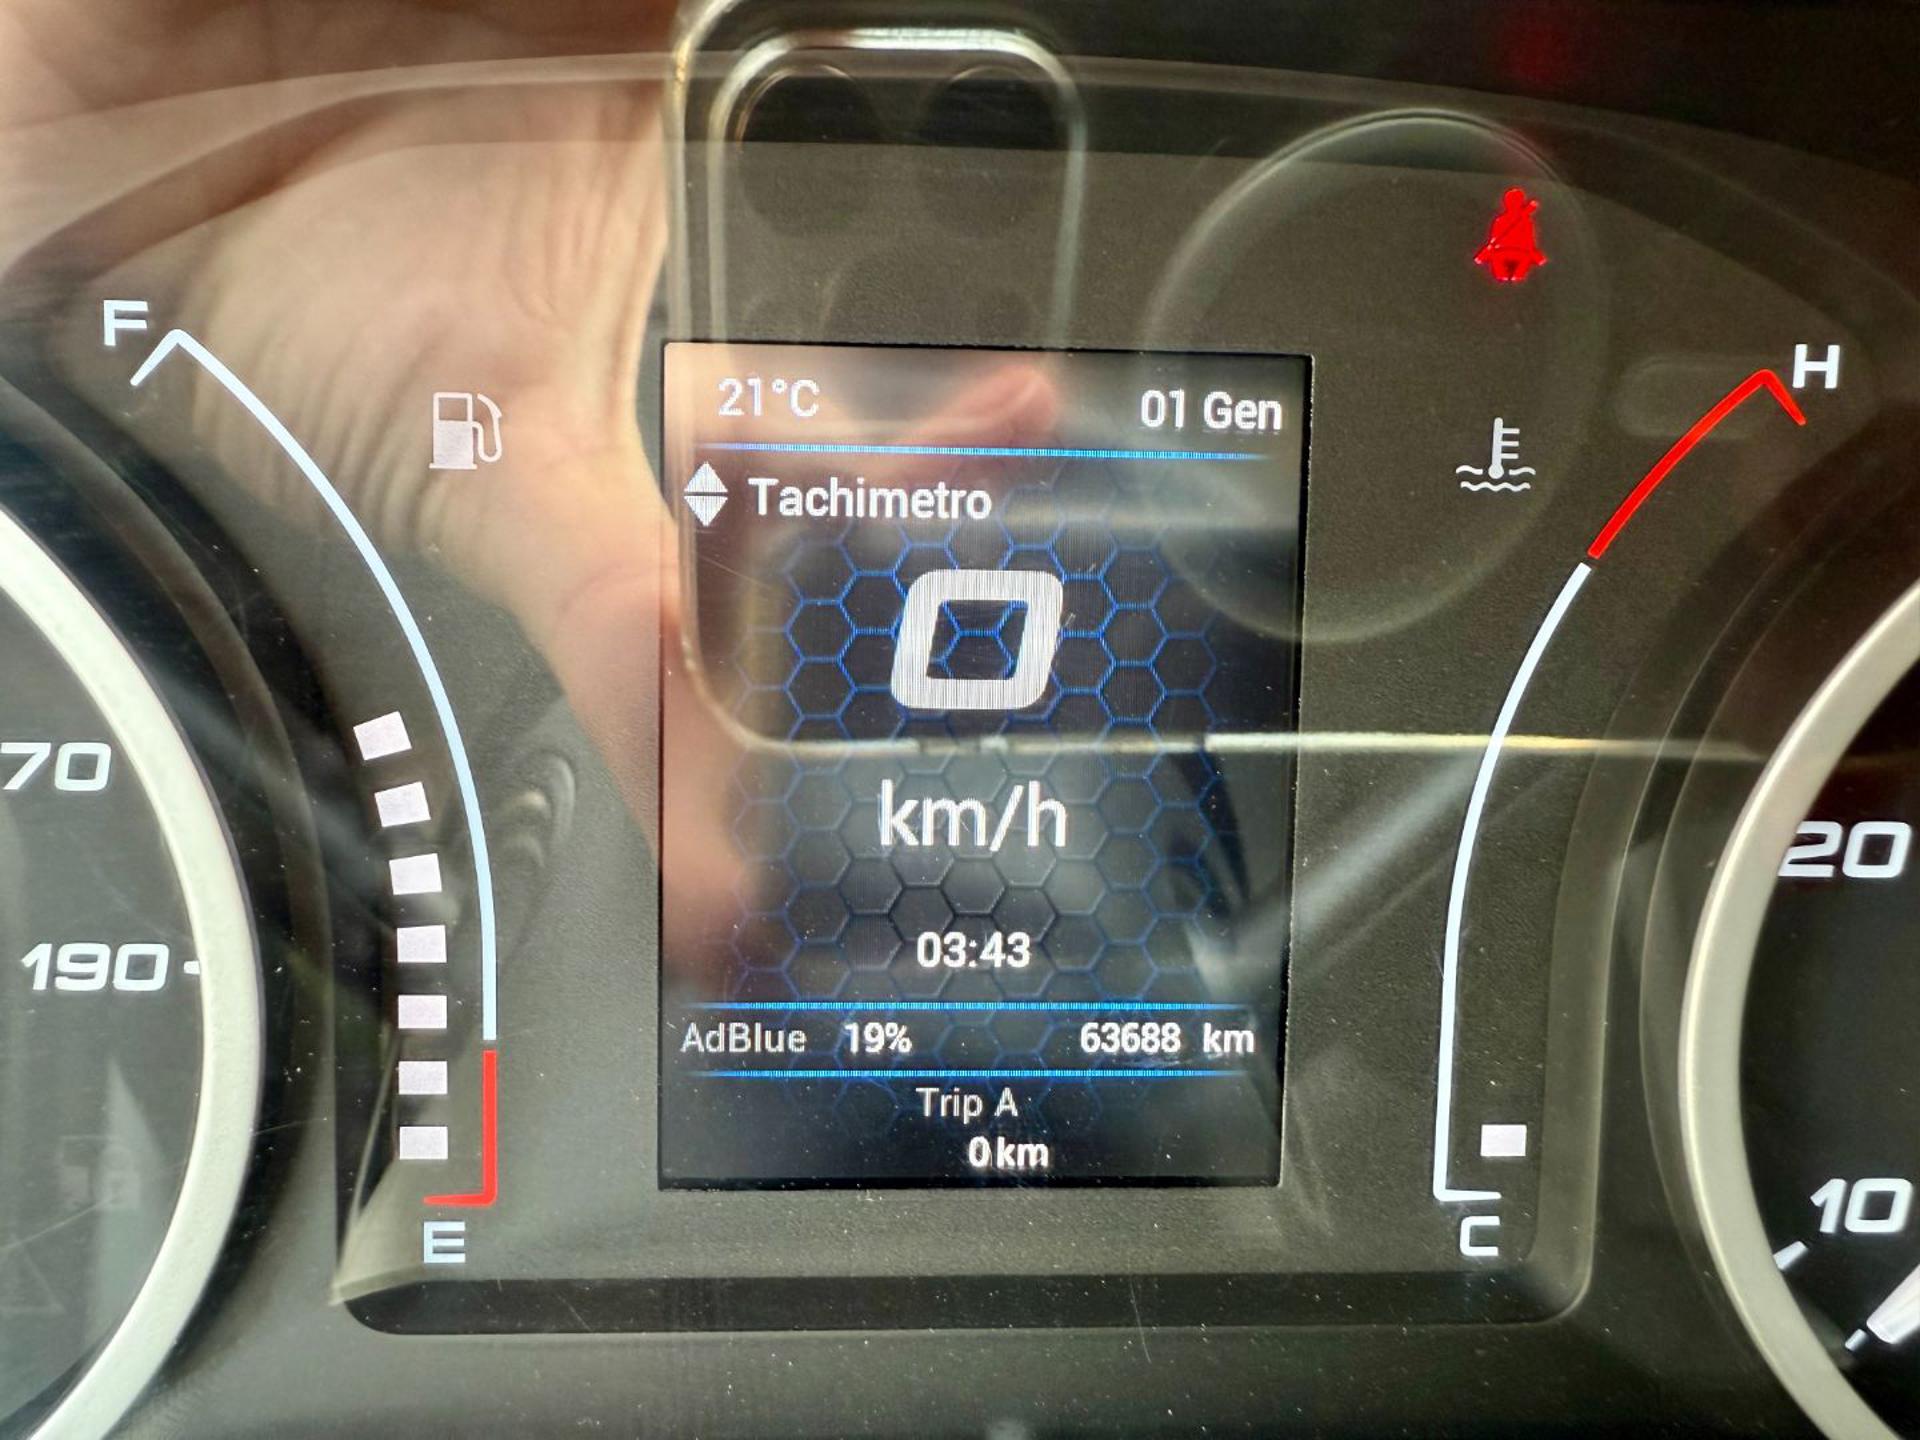 F
H
21°C 01 Gen
Tachimetro
0
km/h
70
20
190
03:43
AdBlue 19% 63688 km
Trip A
0 km
10
E
C